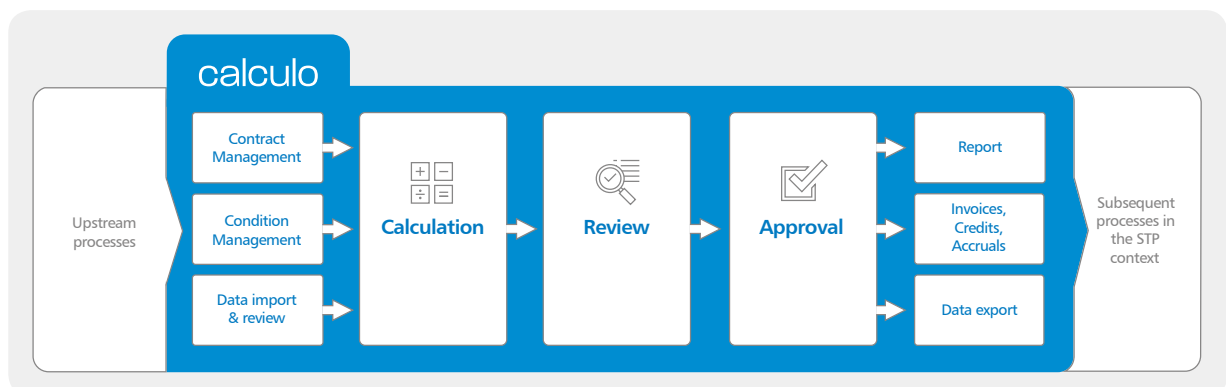 calculo
Upstream
processes
Contract
Management
Condition
Management
Data import
& review
Calculation
Review
Approval
Report
Invoices,
Credits,
Accruals
Data export
Subsequent
processes in
the STP
context